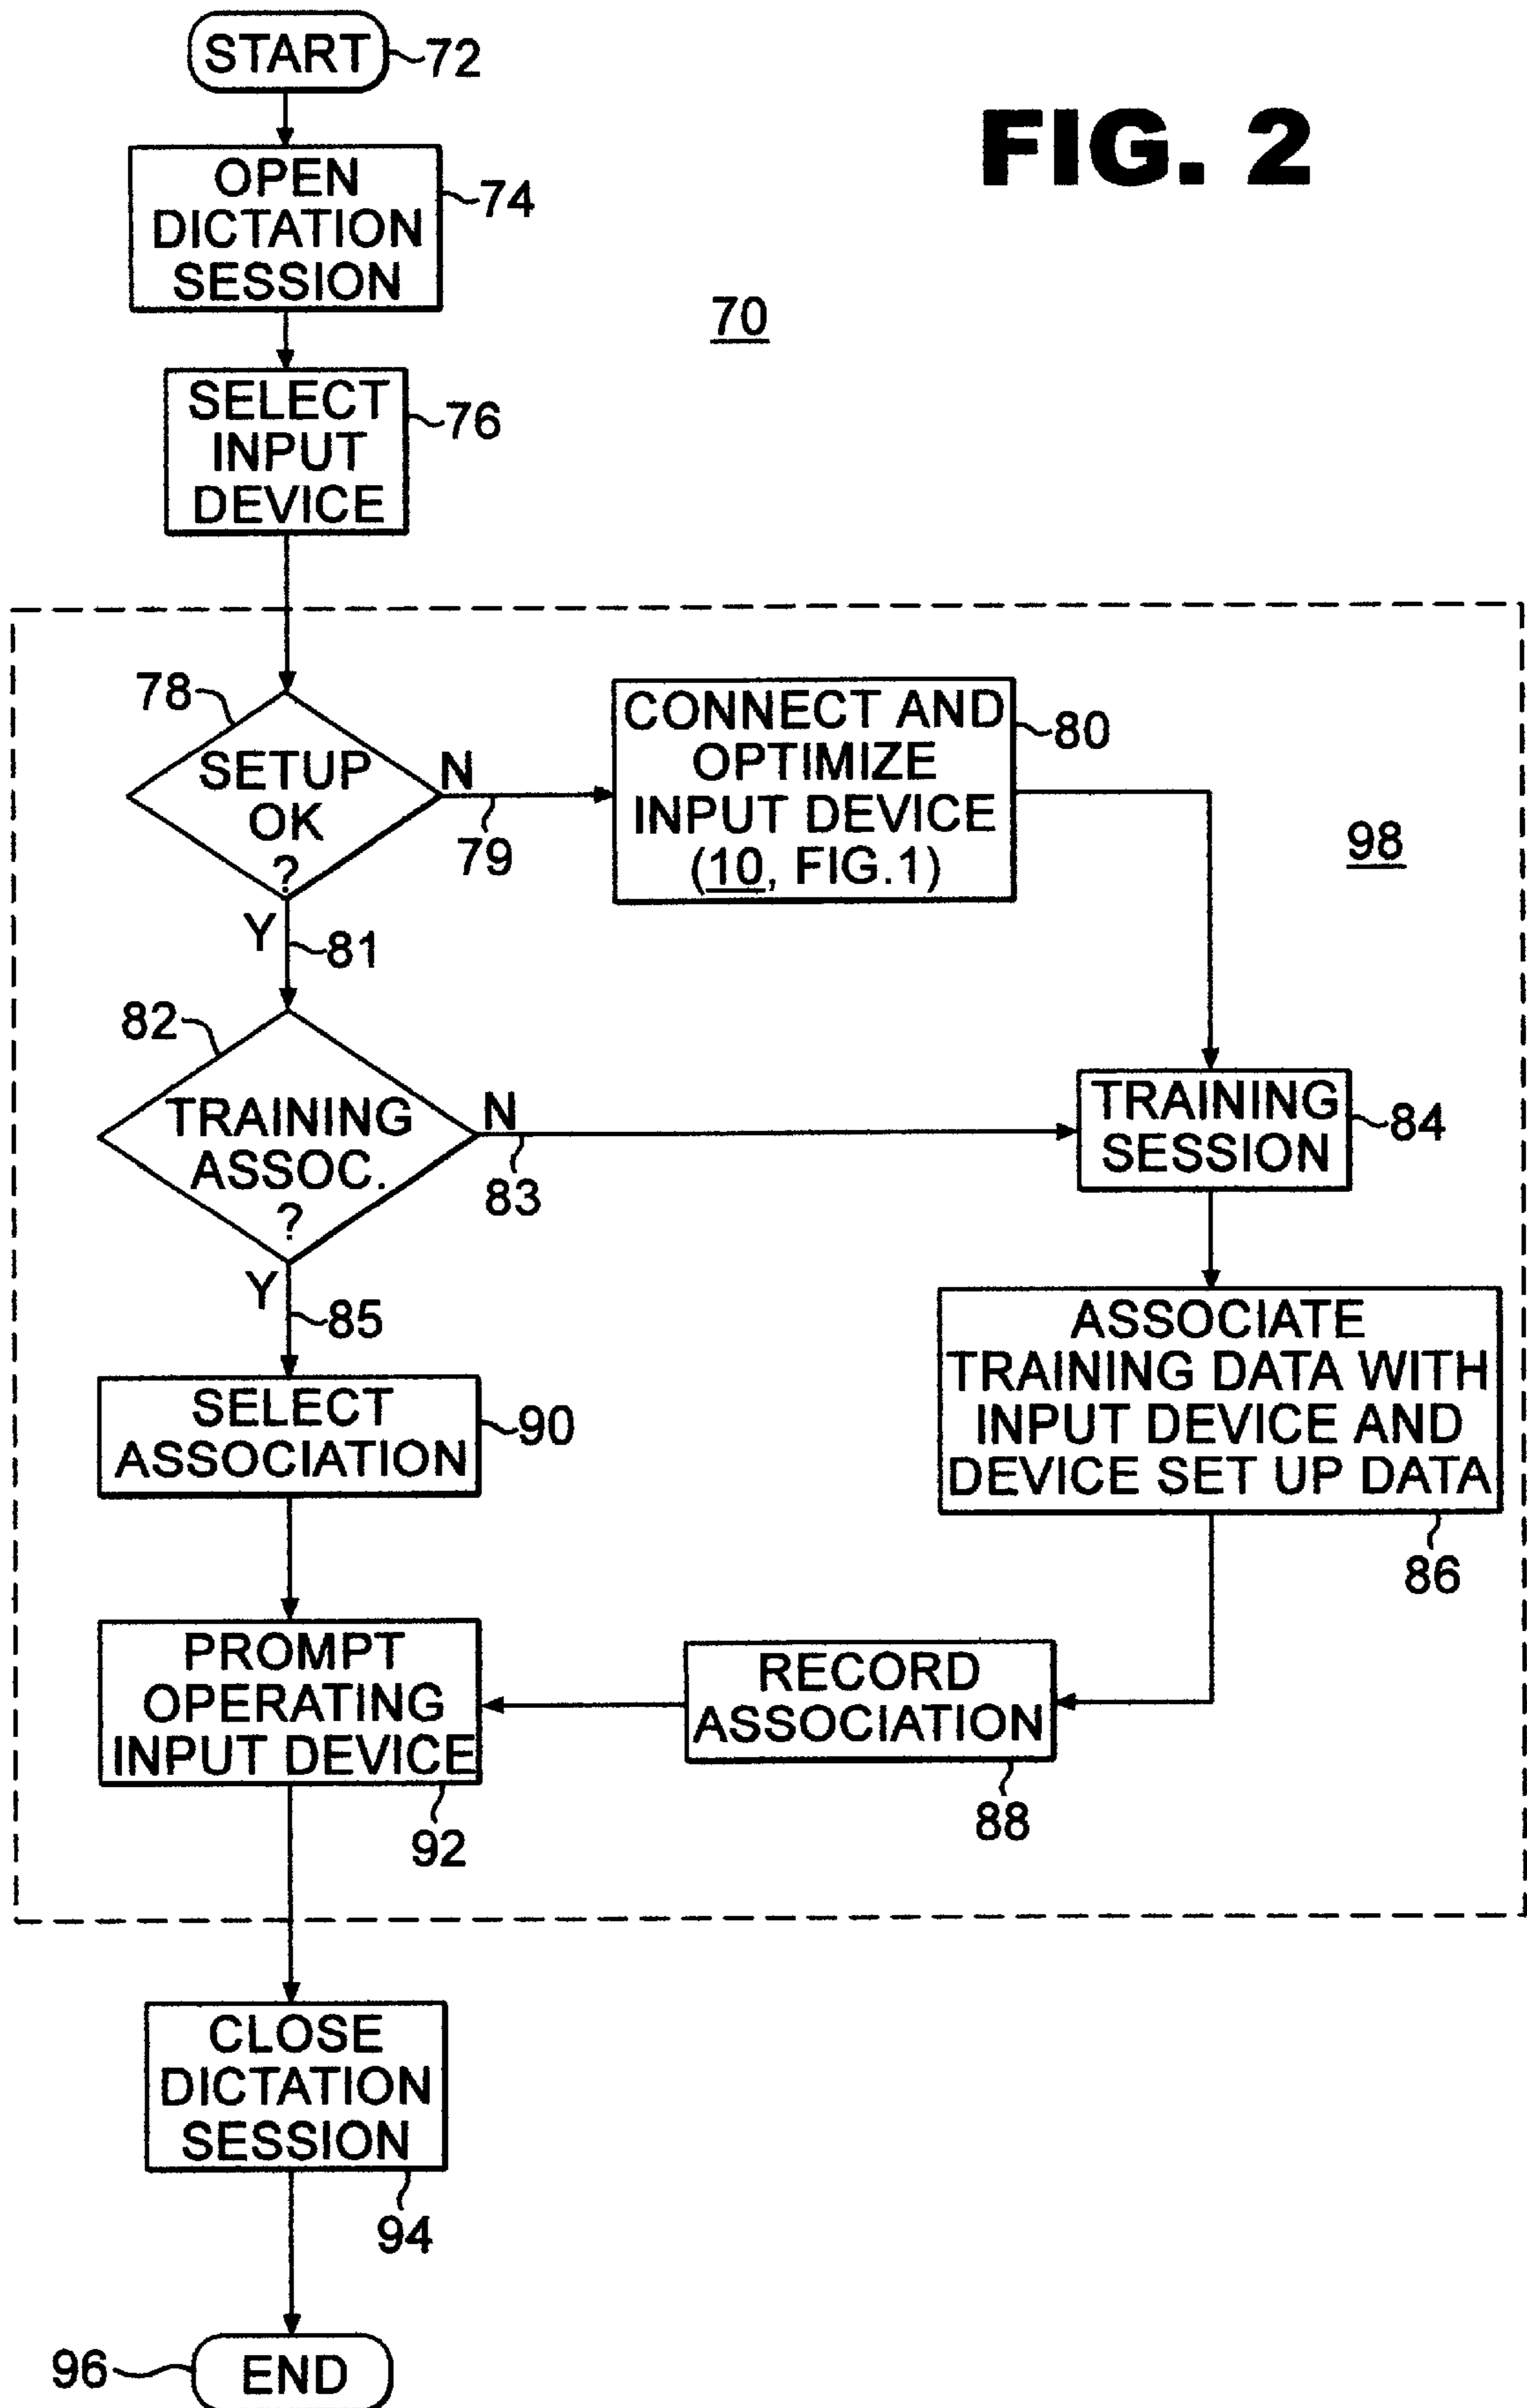 START
72
FIG. 2
OPEN
DICTATION
SESSION
74
70
SELECT
INPUT
DEVICE
76
78
SETUP
OK
?
N
79
CONNECT AND
OPTIMIZE
INPUT DEVICE
(10, FIG.1)
80
98
Y
81
82
TRAINING
ASSOC.
?
N
83
TRAINING
SESSION
84
Y
85
ASSOCIATE
TRAINING DATA WITH
INPUT DEVICE AND
DEVICE SET UP DATA
86
SELECT
ASSOCIATION
90
PROMPT
OPERATING
INPUT DEVICE
92
RECORD
ASSOCIATION
88
CLOSE
DICTATION
SESSION
94
96
END